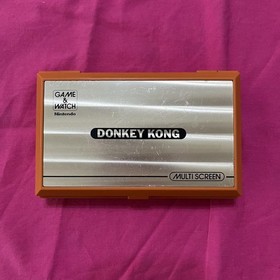 GAME
&
WATCH
Nintendo
DONKEY KONG
MULTI SCREEN